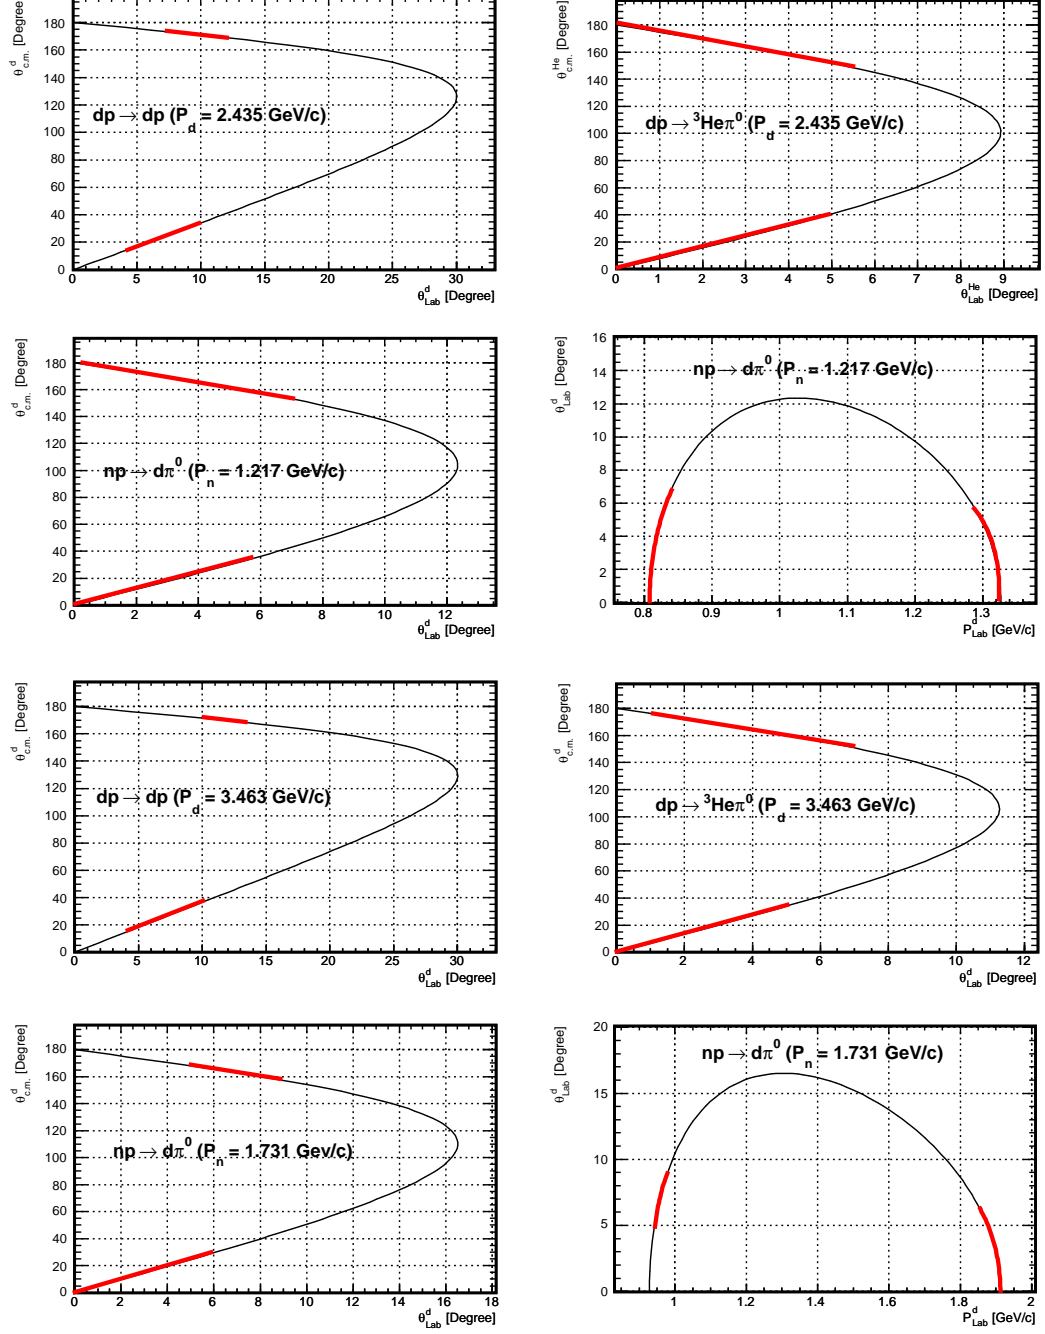 θ^d_c.m. [Degree]
180
160
140
120
100
80
60
40
20
0
dp → dp (P_d = 2.435 GeV/c)
0 5 10 15 20 25 30
θ^d_Lab [Degree]
θ^He_c.m. [Degree]
180
160
140
120
100
80
60
40
20
0
dp → ³Heπ⁰ (P_d = 2.435 GeV/c)
0 1 2 3 4 5 6 7 8 9
θ^He_Lab [Degree]
θ^d_c.m. [Degree]
180
160
140
120
100
80
60
40
20
0
np → dπ⁰ (P_n = 1.217 GeV/c)
0 2 4 6 8 10 12
θ^d_Lab [Degree]
θ^d_Lab [Degree]
16
14
12
10
8
6
4
2
0
np → dπ⁰ (P_n = 1.217 GeV/c)
0.8 0.9 1 1.1 1.2 1.3
P^d_Lab [GeV/c]
θ^d_c.m. [Degree]
180
160
140
120
100
80
60
40
20
0
dp → dp (P_d = 3.463 GeV/c)
0 5 10 15 20 25 30
θ^d_Lab [Degree]
θ^d_c.m. [Degree]
180
160
140
120
100
80
60
40
20
0
dp → ³Heπ⁰ (P_d = 3.463 GeV/c)
0 2 4 6 8 10 12
θ^d_Lab [Degree]
θ^d_c.m. [Degree]
180
160
140
120
100
80
60
40
20
0
np → dπ⁰ (P_n = 1.731 Gev/c)
0 2 4 6 8 10 12 14 16 18
θ^d_Lab [Degree]
θ^d_Lab [Degree]
20
15
10
5
0
np → dπ⁰ (P_n = 1.731 GeV/c)
1 1.2 1.4 1.6 1.8 2
P^d_Lab [GeV/c]